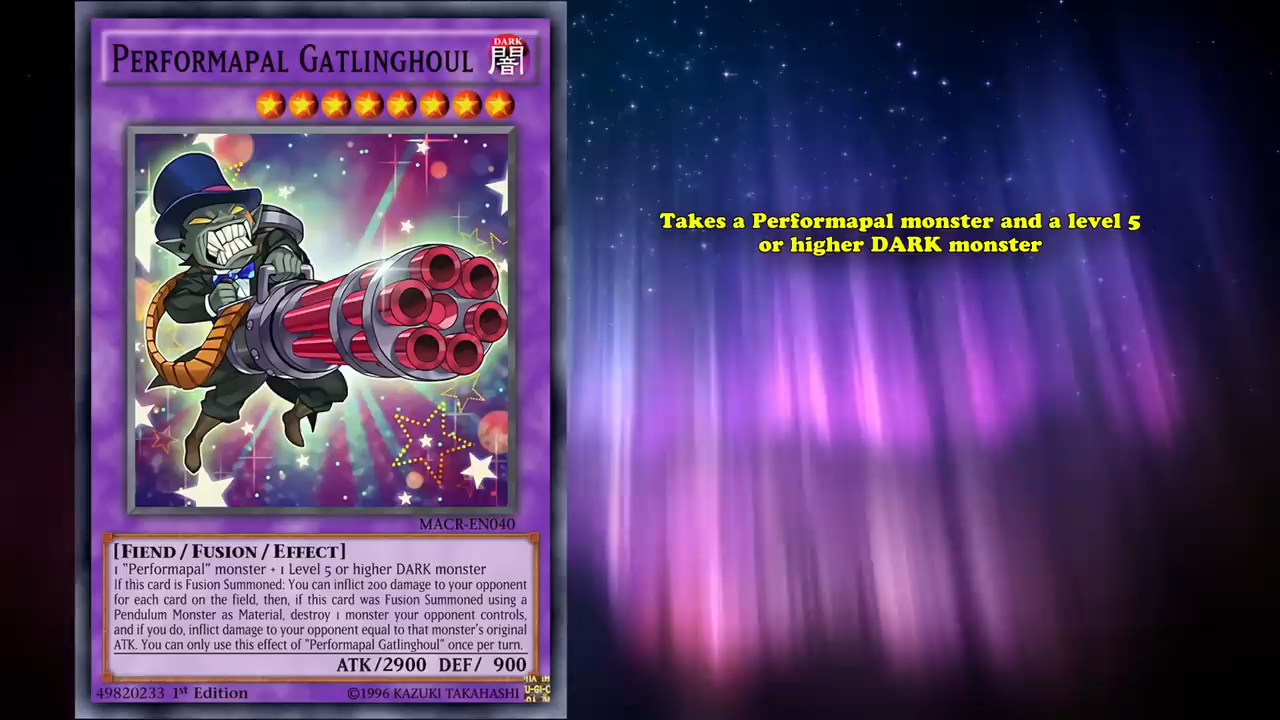 PERFORMAPAL GATLINGHOUL
DARK
闇
MACR-EN040
[FIEND / FUSION / EFFECT]
1 "Performapal" monster + 1 Level 5 or higher DARK monster
If this card is Fusion Summoned: You can inflict 200 damage to your opponent
for each card on the field, then, if this card was Fusion Summoned using a
Pendulum Monster as Material, destroy 1 monster your opponent controls,
and if you do, inflict damage to your opponent equal to that monster's original
ATK. You can only use this effect of "Performapal Gatlinghoul" once per turn.
ATK/2900 DEF/ 900
49820233 1st Edition
©1996 KAZUKI TAKAHASHI
Takes a Performapal monster and a level 5
or higher DARK monster